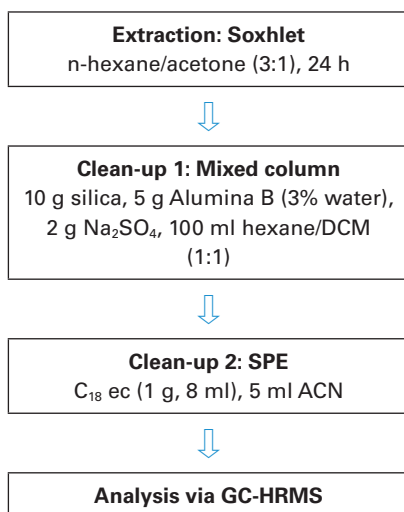 Extraction: Soxhlet
n-hexane/acetone (3:1), 24 h
Clean-up 1: Mixed column
10 g silica, 5 g Alumina B (3% water),
2 g Na₂SO₄, 100 ml hexane/DCM
(1:1)
Clean-up 2: SPE
C₁₈ ec (1 g, 8 ml), 5 ml ACN
Analysis via GC-HRMS